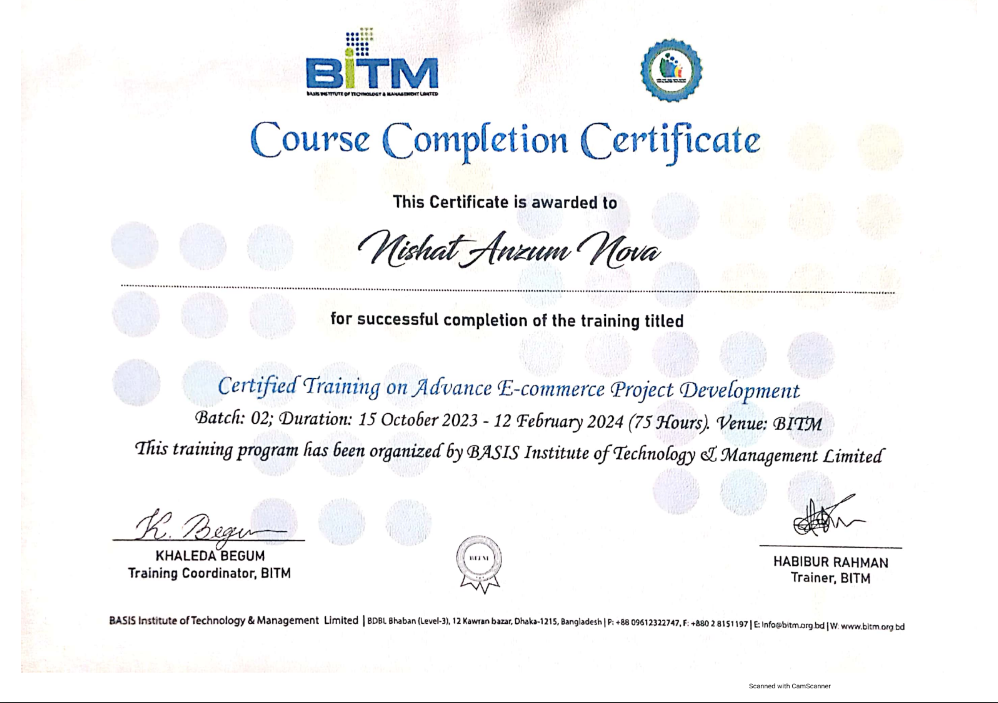 BITM
BASIS INSTITUTE OF TECHNOLOGY & MANAGEMENT LIMITED
Course Completion Certificate
This Certificate is awarded to
Nishat Anzum Nova
for successful completion of the training titled
Certified Training on Advance E-commerce Project Development
Batch: 02; Duration: 15 October 2023 - 12 February 2024 (75 Hours). Venue: BITM
This training program has been organized by BASIS Institute of Technology & Management Limited
K. Begum
KHALEDA BEGUM
Training Coordinator, BITM
BITM
HABIBUR RAHMAN
Trainer, BITM
BASIS Institute of Technology & Management Limited | BDBL Bhaban (Level-3), 12 Kawran bazar, Dhaka-1215, Bangladesh | P: +88 09612322747, F: +880 2 8151197 | E: info@bitm.org.bd | W: www.bitm.org.bd
Scanned with CamScanner